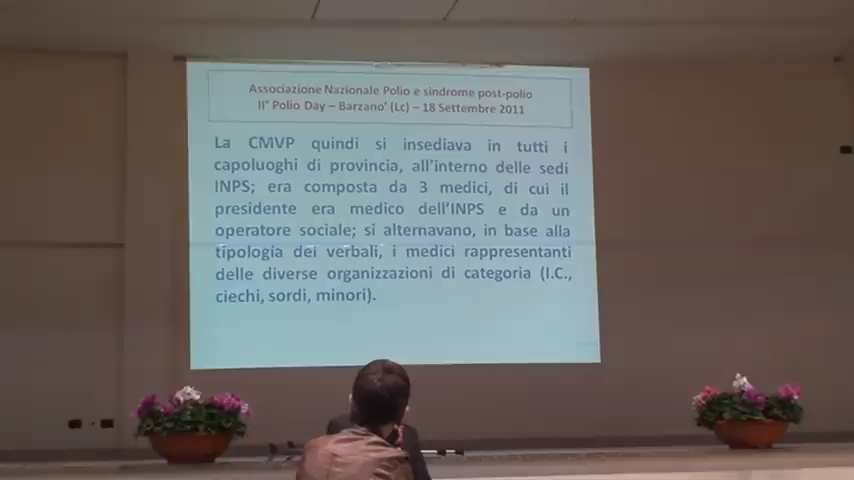 Associazione Nazionale Polio e sindrome post-polio
II° Polio Day – Barzano' (Lc) – 18 Settembre 2011
La CMVP quindi si insediava in tutti i
capoluoghi di provincia, all'interno delle sedi
INPS; era composta da 3 medici, di cui il
presidente era medico dell'INPS e da un
operatore sociale; si alternavano, in base alla
tipologia dei verbali, i medici rappresentanti
delle diverse organizzazioni di categoria (I.C.,
ciechi, sordi, minori).